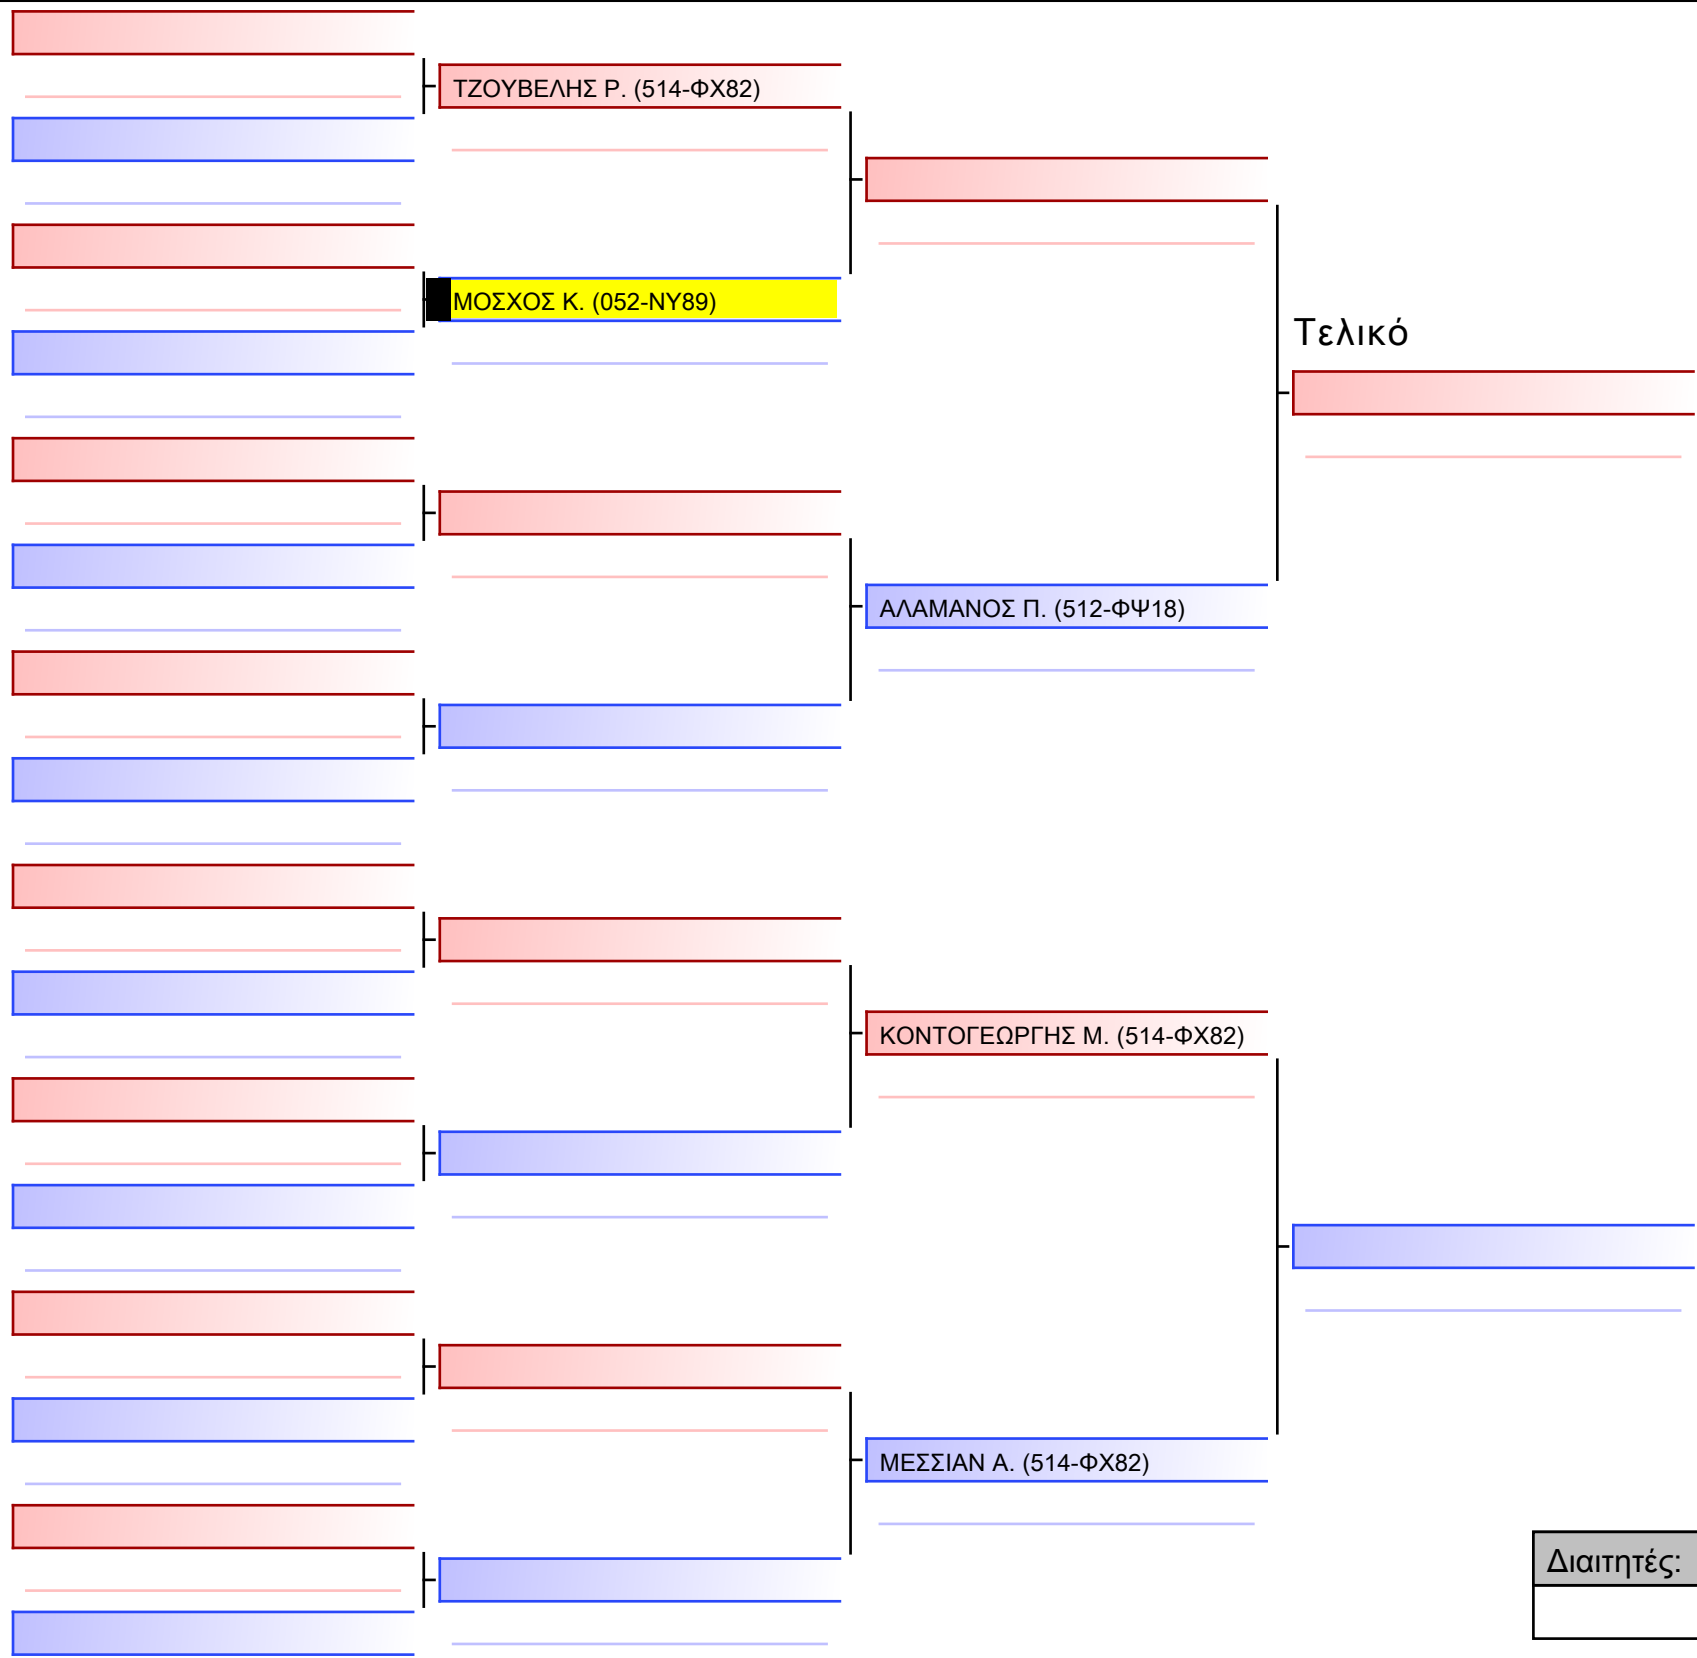 ΤΖΟΥΒΕΛΗΣ Ρ. (514-ΦΧ82)
ΜΟΣΧΟΣ Κ. (052-ΝΥ89)
Τελικό
ΑΛΑΜΑΝΟΣ Π. (512-ΦΨ18)
ΚΟΝΤΟΓΕΩΡΓΗΣ Μ. (514-ΦΧ82)
ΜΕΣΣΙΑΝ Α. (514-ΦΧ82)
Διαιτητές: